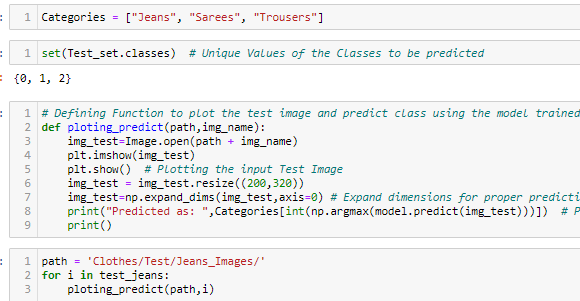 1 Categories = ["Jeans", "Sarees", "Trousers"]
1 set(Test_set.classes)  # Unique Values of the Classes to be predicted
{0, 1, 2}
1 # Defining Function to plot the test image and predict class using the model trained
2 def ploting_predict(path,img_name):
3     img_test=Image.open(path + img_name)
4     plt.imshow(img_test)
5     plt.show()  # Plotting the input Test Image
6     img_test = img_test.resize((200,320))
7     img_test=np.expand_dims(img_test,axis=0) # Expand dimensions for proper predicti
8     print("Predicted as: ",Categories[int(np.argmax(model.predict(img_test)))])  # P
9     print()
1 path = 'Clothes/Test/Jeans_Images/'
2 for i in test_jeans:
3     ploting_predict(path,i)